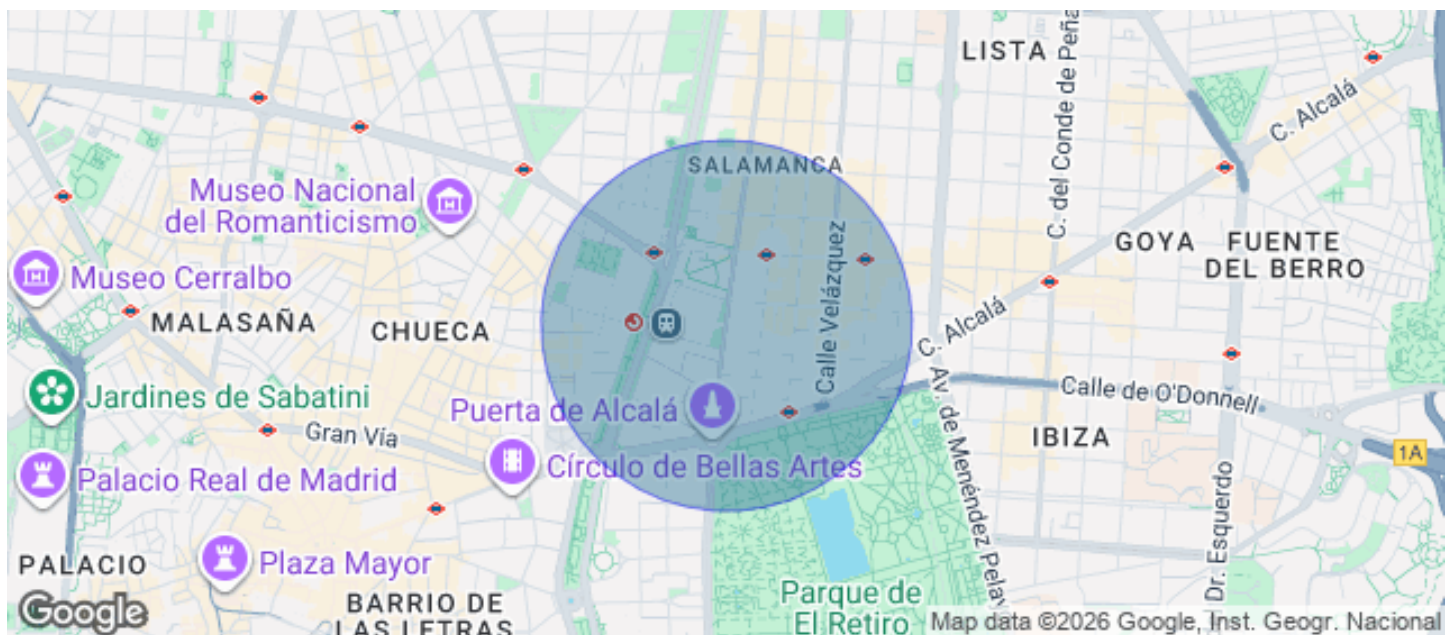 LISTA
C. del Conde de Peña
C. Alcalá
SALAMANCA
Museo Nacional
del Romanticismo
Calle Velázquez
GOYA
FUENTE
DEL BERRO
Museo Cerralbo
MALASAÑA
CHUECA
C. Alcalá
Jardines de Sabatini
Puerta de Alcalá
Calle de O'Donnell
Av. de Menéndez Pelay
Gran Vía
IBIZA
1A
Círculo de Bellas Artes
Palacio Real de Madrid
Dr. Esquerdo
PALACIO
Plaza Mayor
BARRIO DE
LAS LETRAS
Parque de
El Retiro
Google
Map data ©2026 Google, Inst. Geogr. Nacional